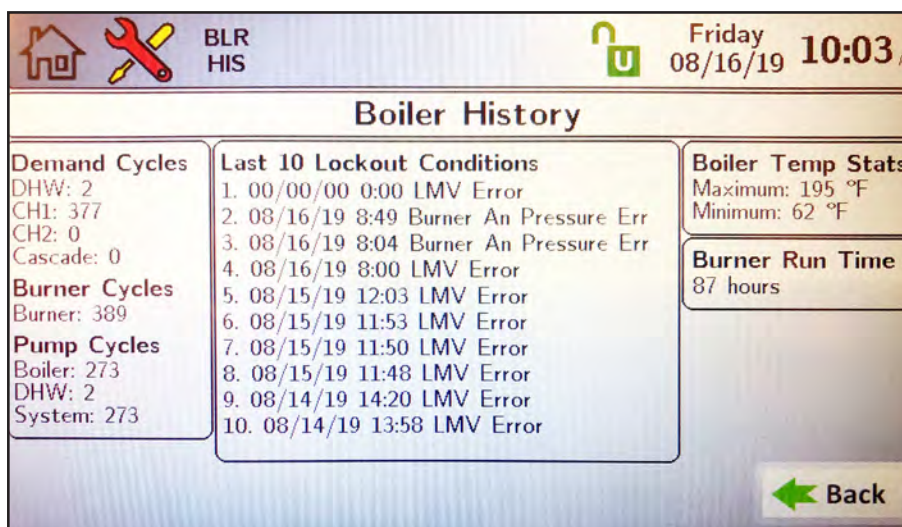 BLR
HIS
Friday
08/16/19
10:03
Boiler History
Demand Cycles
DHW: 2
CH1: 377
CH2: 0
Cascade: 0
Burner Cycles
Burner: 389
Pump Cycles
Boiler: 273
DHW: 2
System: 273
Last 10 Lockout Conditions
1. 00/00/00 0:00 LMV Error
2. 08/16/19 8:49 Burner An Pressure Err
3. 08/16/19 8:04 Burner An Pressure Err
4. 08/16/19 8:00 LMV Error
5. 08/15/19 12:03 LMV Error
6. 08/15/19 11:53 LMV Error
7. 08/15/19 11:50 LMV Error
8. 08/15/19 11:48 LMV Error
9. 08/14/19 14:20 LMV Error
10. 08/14/19 13:58 LMV Error
Boiler Temp Stats
Maximum: 195 °F
Minimum: 62 °F
Burner Run Time
87 hours
U
Back